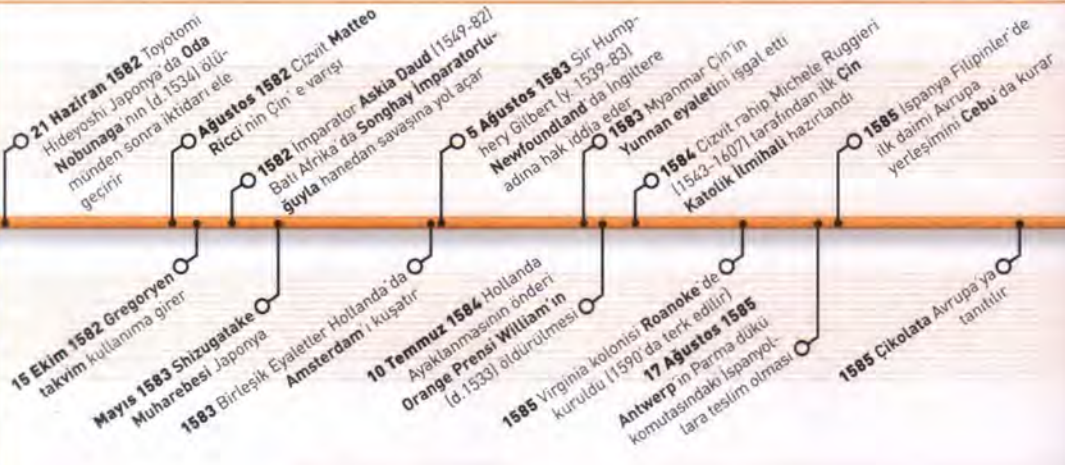 21 Haziran 1582 Toyotomi
Hideyoshi Japonya'da Oda
Nobunaga'nın (d.1534) ölü-
münden sonra iktidarı ele
geçirir
Ağustos 1582 Cizvit Matteo
Ricci'nin Çin'e varışı
1582 İmparator Askia Daud (1549-82)
Batı Afrika'da Songhay İmparatorlu-
ğuyla hanedan savaşına yol açar
5 Ağustos 1583 Sir Hump-
hery Gilbert (y. 1539-83)
Newfoundland'da İngiltere
adına hak iddia eder
1583 Myanmar Çin'in
Yunnan eyaletini işgal etti
1584 Cizvit rahip Michele Ruggieri
(1543-1607) tarafından ilk Çin
Katolik İlmihali hazırlandı
1585 İspanya Filipinler'de
ilk daimi Avrupa
yerleşimini Cebu'da kurar
15 Ekim 1582 Gregoryen
takvim kullanıma girer
Mayıs 1583 Shizugatake
Muharebesi Japonya
1583 Birleşik Eyaletler Hollanda'da
Amsterdam'ı kuşatır
10 Temmuz 1584 Hollanda
Ayaklanmasının önderi
Orange Prensi William'ın
(d.1533) öldürülmesi
1585 Virginia kolonisi Roanoke'de
kuruldu (1590'da terk edilir)
17 Ağustos 1585
Antwerp'in Parma dükü
komutasındaki İspanyol-
lara teslim olması
1585 Çikolata Avrupa'ya
tanıtılır